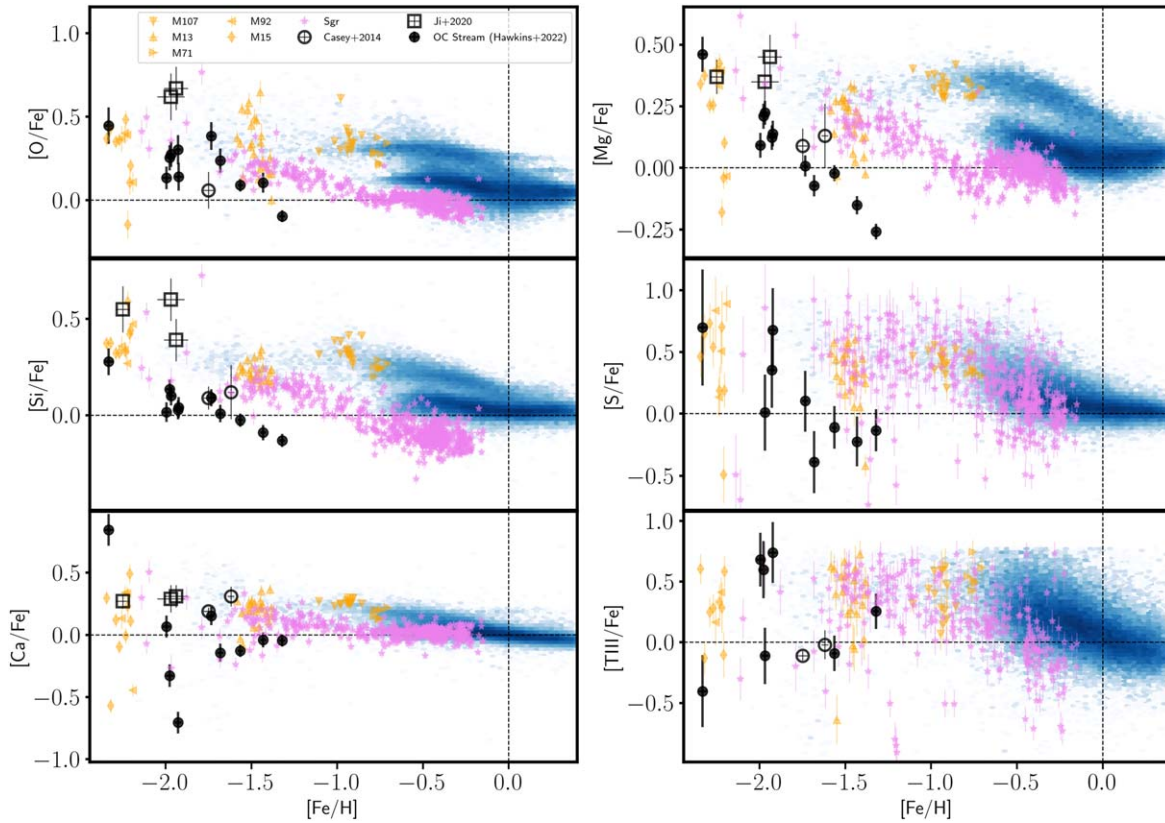 M107
M13
M71
M92
M15
Sgr
Ji+2020
Casey+2014
OC Stream (Hawkins+2022)
1.0
0.5
0.0
[O/Fe]
0.50
0.25
0.00
−0.25
[Mg/Fe]
0.5
0.0
[Si/Fe]
1.0
0.5
0.0
−0.5
[S/Fe]
0.5
0.0
−0.5
−1.0
[Ca/Fe]
1.0
0.5
0.0
−0.5
[TiII/Fe]
−2.0 −1.5 −1.0 −0.5 0.0
[Fe/H]
−2.0 −1.5 −1.0 −0.5 0.0
[Fe/H]